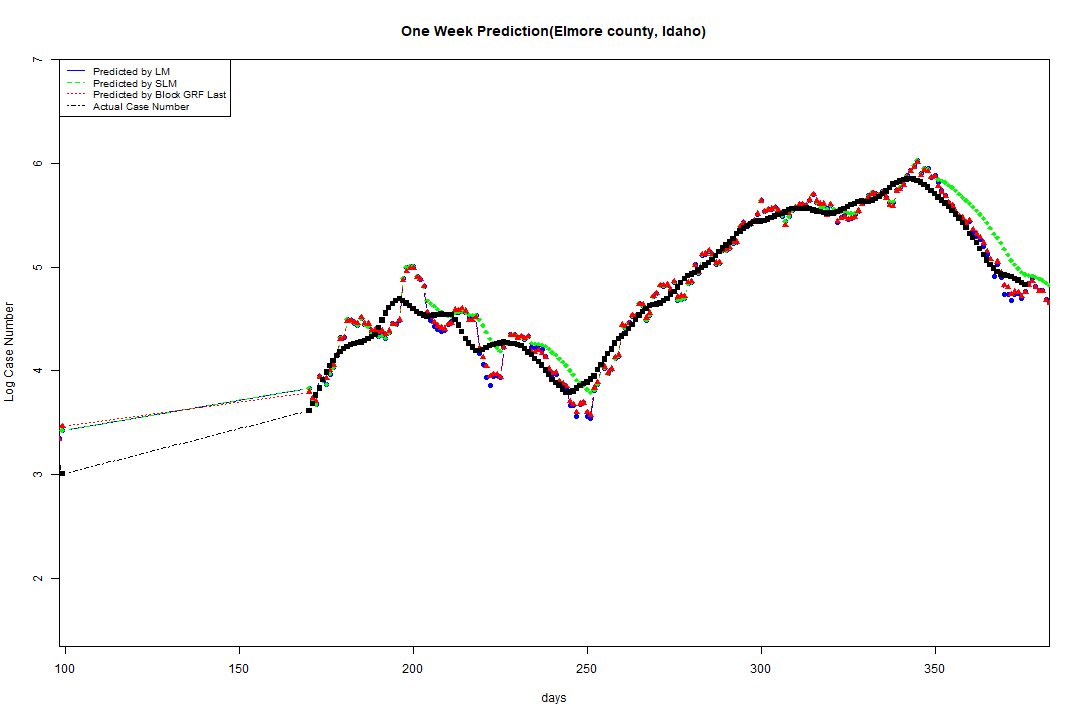 One Week Prediction(Elmore county, Idaho)
Predicted by LM
Predicted by SLM
Predicted by Block GRF Last
Actual Case Number
7
6
5
4
3
2
Log Case Number
100 150 200 250 300 350
days